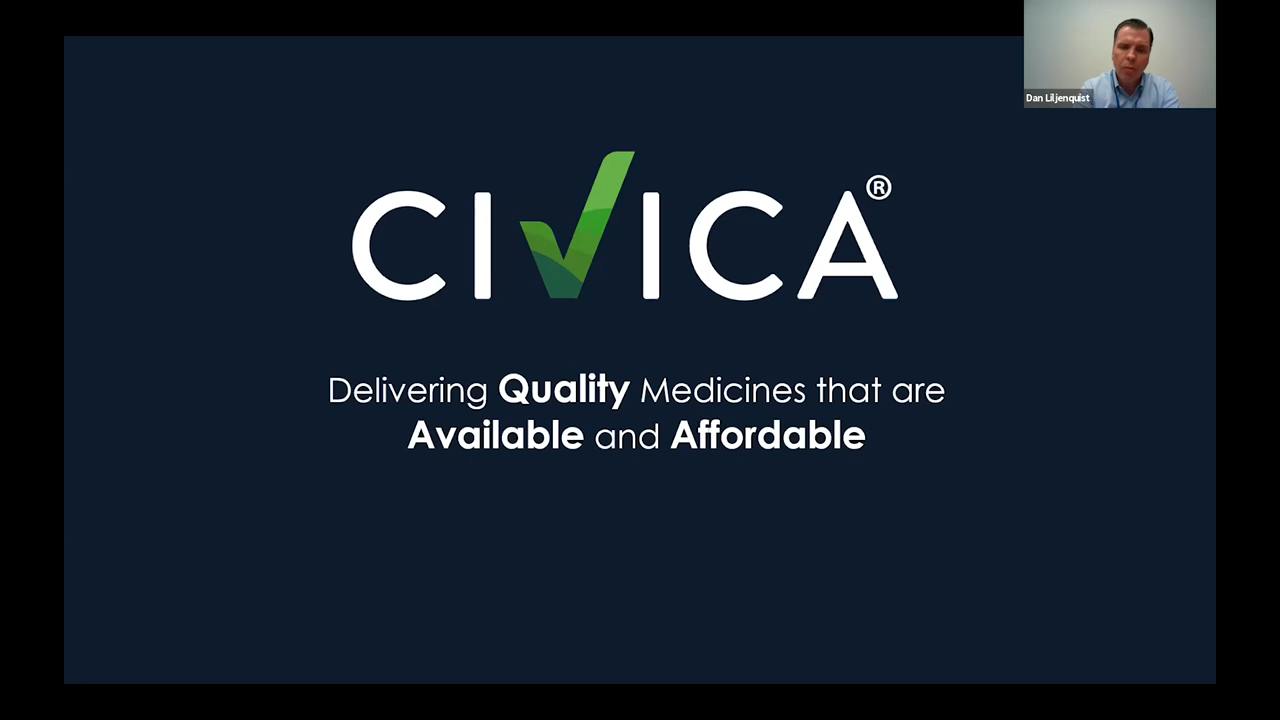 Dan Liljenquist
CIVICA®
Delivering Quality Medicines that are
Available and Affordable